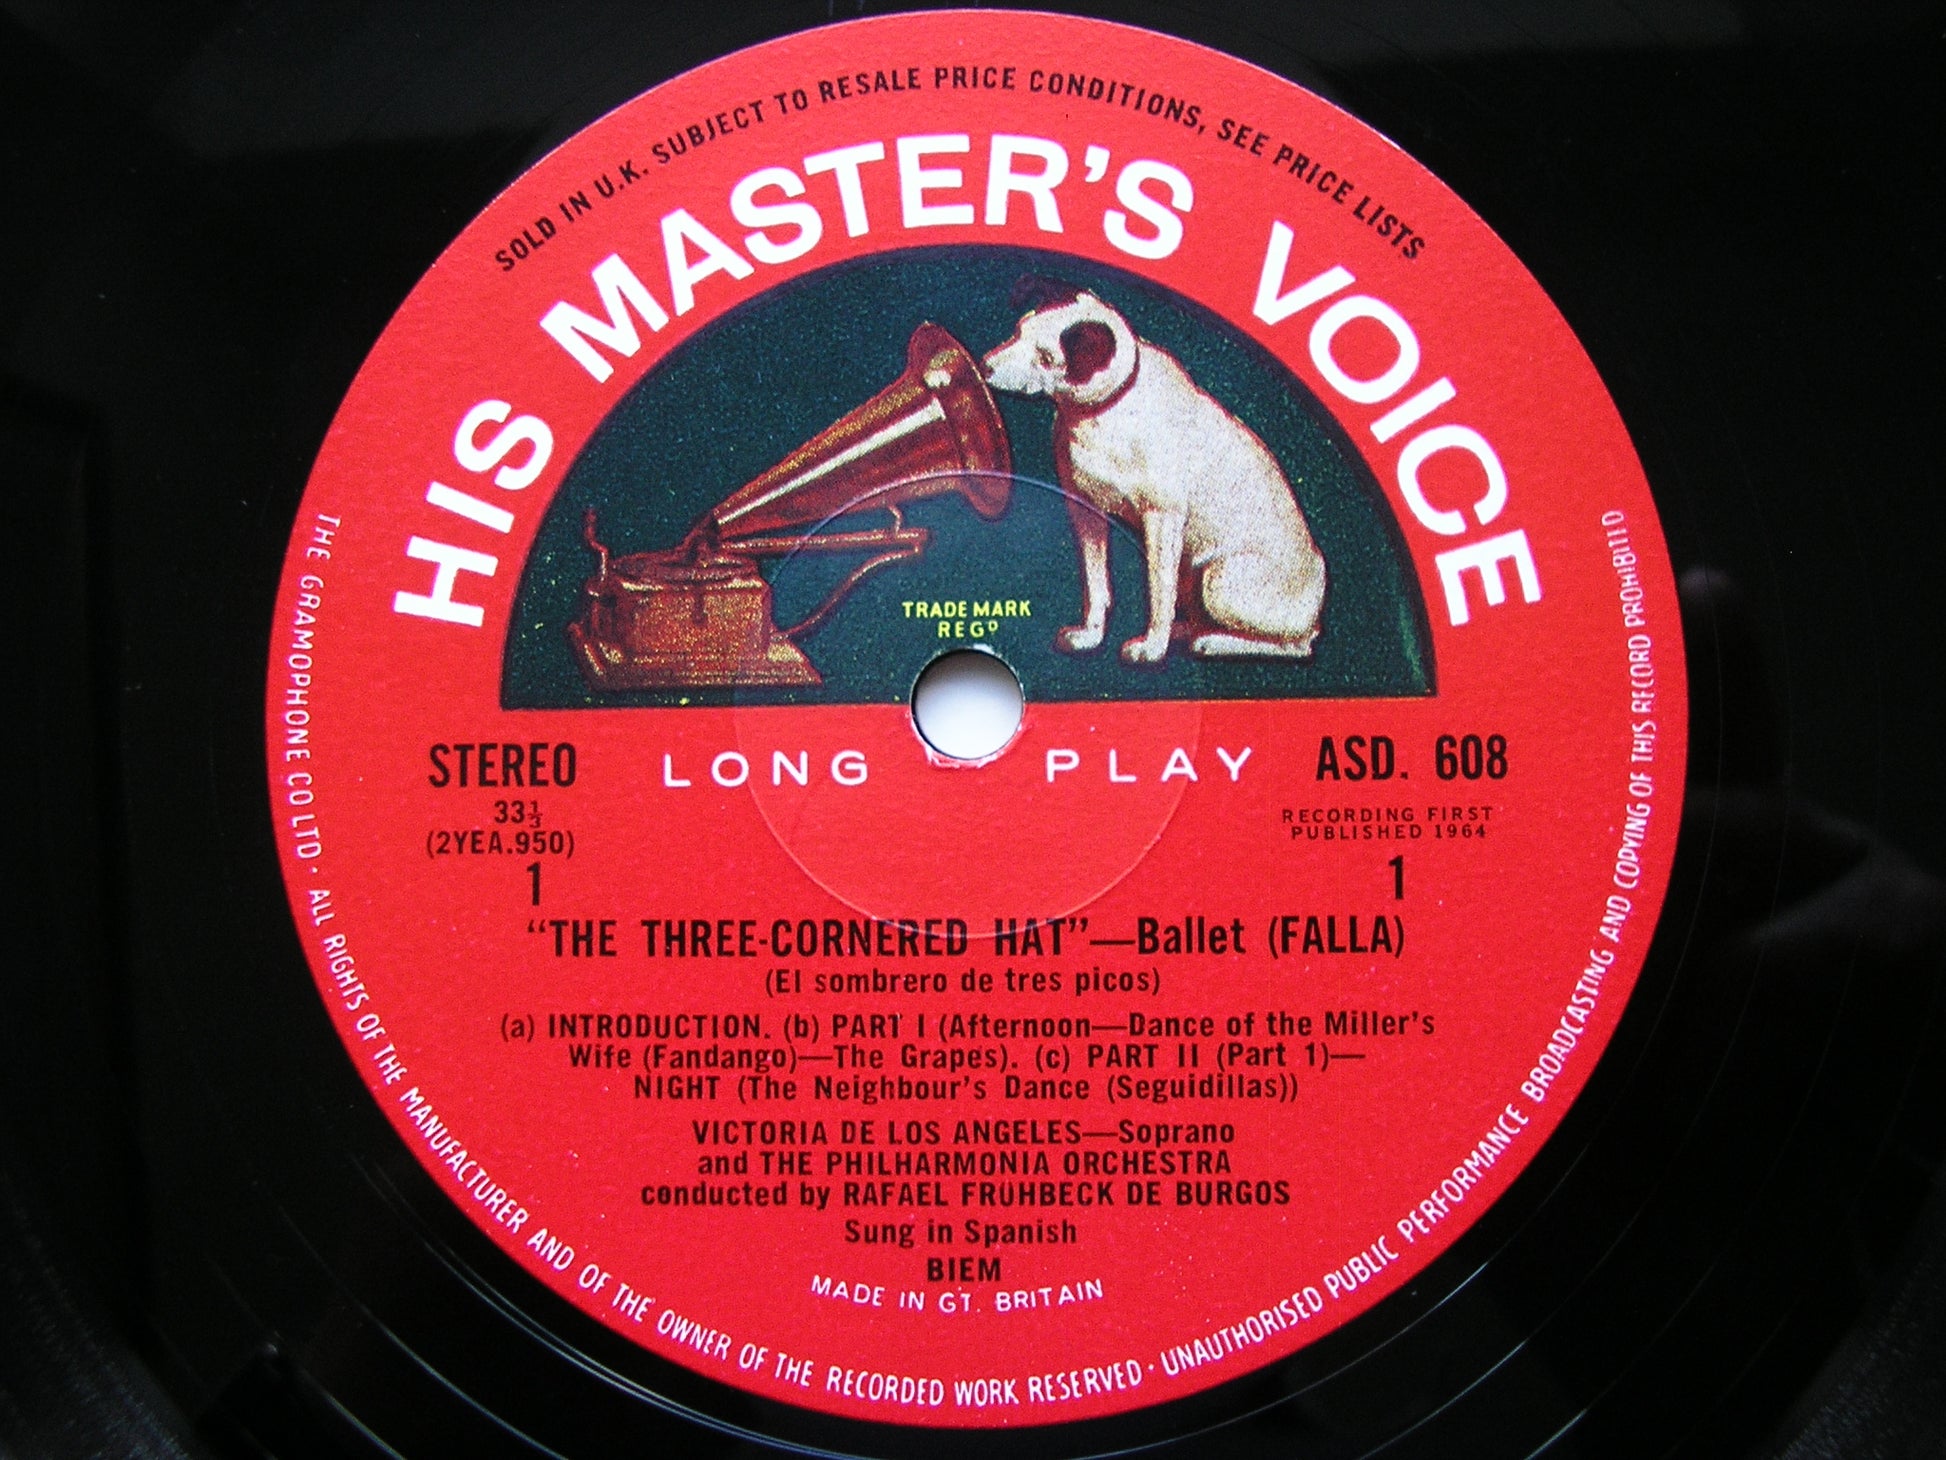 SOLD IN U.K. SUBJECT TO RESALE PRICE CONDITIONS, SEE PRICE LISTS
HIS MASTER'S VOICE
TRADE MARK
REGD
LONG PLAY
STEREO
33⅓
(2YEA.950)
1
ASD. 608
RECORDING FIRST
PUBLISHED 1964
1
"THE THREE-CORNERED HAT"—Ballet (FALLA)
(El sombrero de tres picos)
(a) INTRODUCTION. (b) PART I (Afternoon—Dance of the Miller's
Wife (Fandango)—The Grapes). (c) PART II (Part 1)—
NIGHT (The Neighbour's Dance (Seguidillas))
VICTORIA DE LOS ANGELES—Soprano
and THE PHILHARMONIA ORCHESTRA
conducted by RAFAEL FRÜHBECK DE BURGOS
Sung in Spanish
BIEM
MADE IN GT. BRITAIN
THE GRAMOPHONE CO LTD · ALL RIGHTS OF THE MANUFACTURER AND OF THE OWNER OF THE RECORDED WORK RESERVED · UNAUTHORISED PUBLIC PERFORMANCE BROADCASTING AND COPYING OF THIS RECORD PROHIBITED